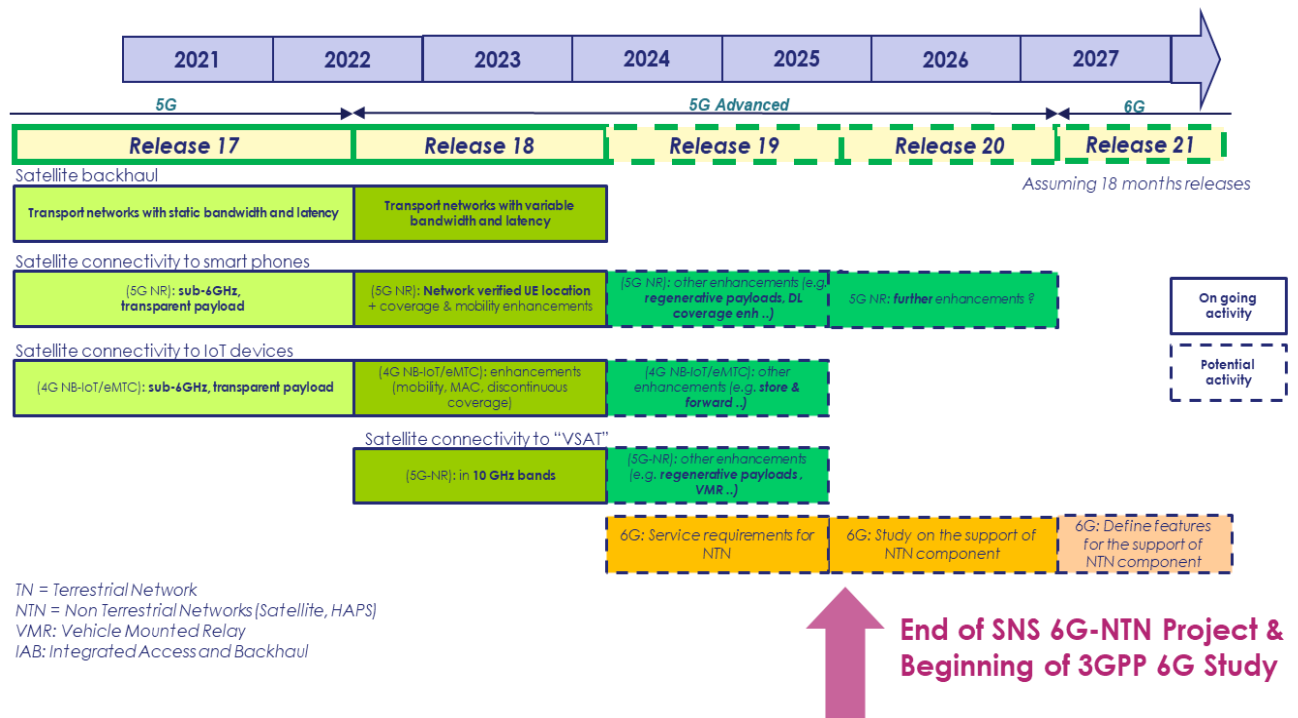 2021 2022 2023 2024 2025 2026 2027
5G 5G Advanced 6G
Release 17 Release 18 Release 19 Release 20 Release 21
Satellite backhaul
Assuming 18 months releases
Transport networks with static bandwidth and latency
Transport networks with variable
bandwidth and latency
Satellite connectivity to smart phones
(5G NR): sub-6GHz,
transparent payload
(5G NR): Network verified UE location
+ coverage & mobility enhancements
(5G NR): other enhancements (e.g.
regenerative payloads, DL
coverage enh ..)
5G NR: further enhancements ?
On going
activity
Satellite connectivity to IoT devices
(4G NB-IoT/eMTC): sub-6GHz, transparent payload
(4G NB-IoT/eMTC): enhancements
(mobility, MAC, discontinuous
coverage)
(4G NB-IoT/eMTC): other
enhancements (e.g. store &
forward ..)
Potential
activity
Satellite connectivity to “VSAT”
(5G-NR): in 10 GHz bands
(5G-NR): other enhancements
(e.g. regenerative payloads,
VMR ..)
6G: Service requirements for
NTN
6G: Study on the support of
NTN component
6G: Define features
for the support of
NTN component
TN = Terrestrial Network
NTN = Non Terrestrial Networks (Satellite, HAPS)
VMR: Vehicle Mounted Relay
IAB: Integrated Access and Backhaul
End of SNS 6G-NTN Project &
Beginning of 3GPP 6G Study